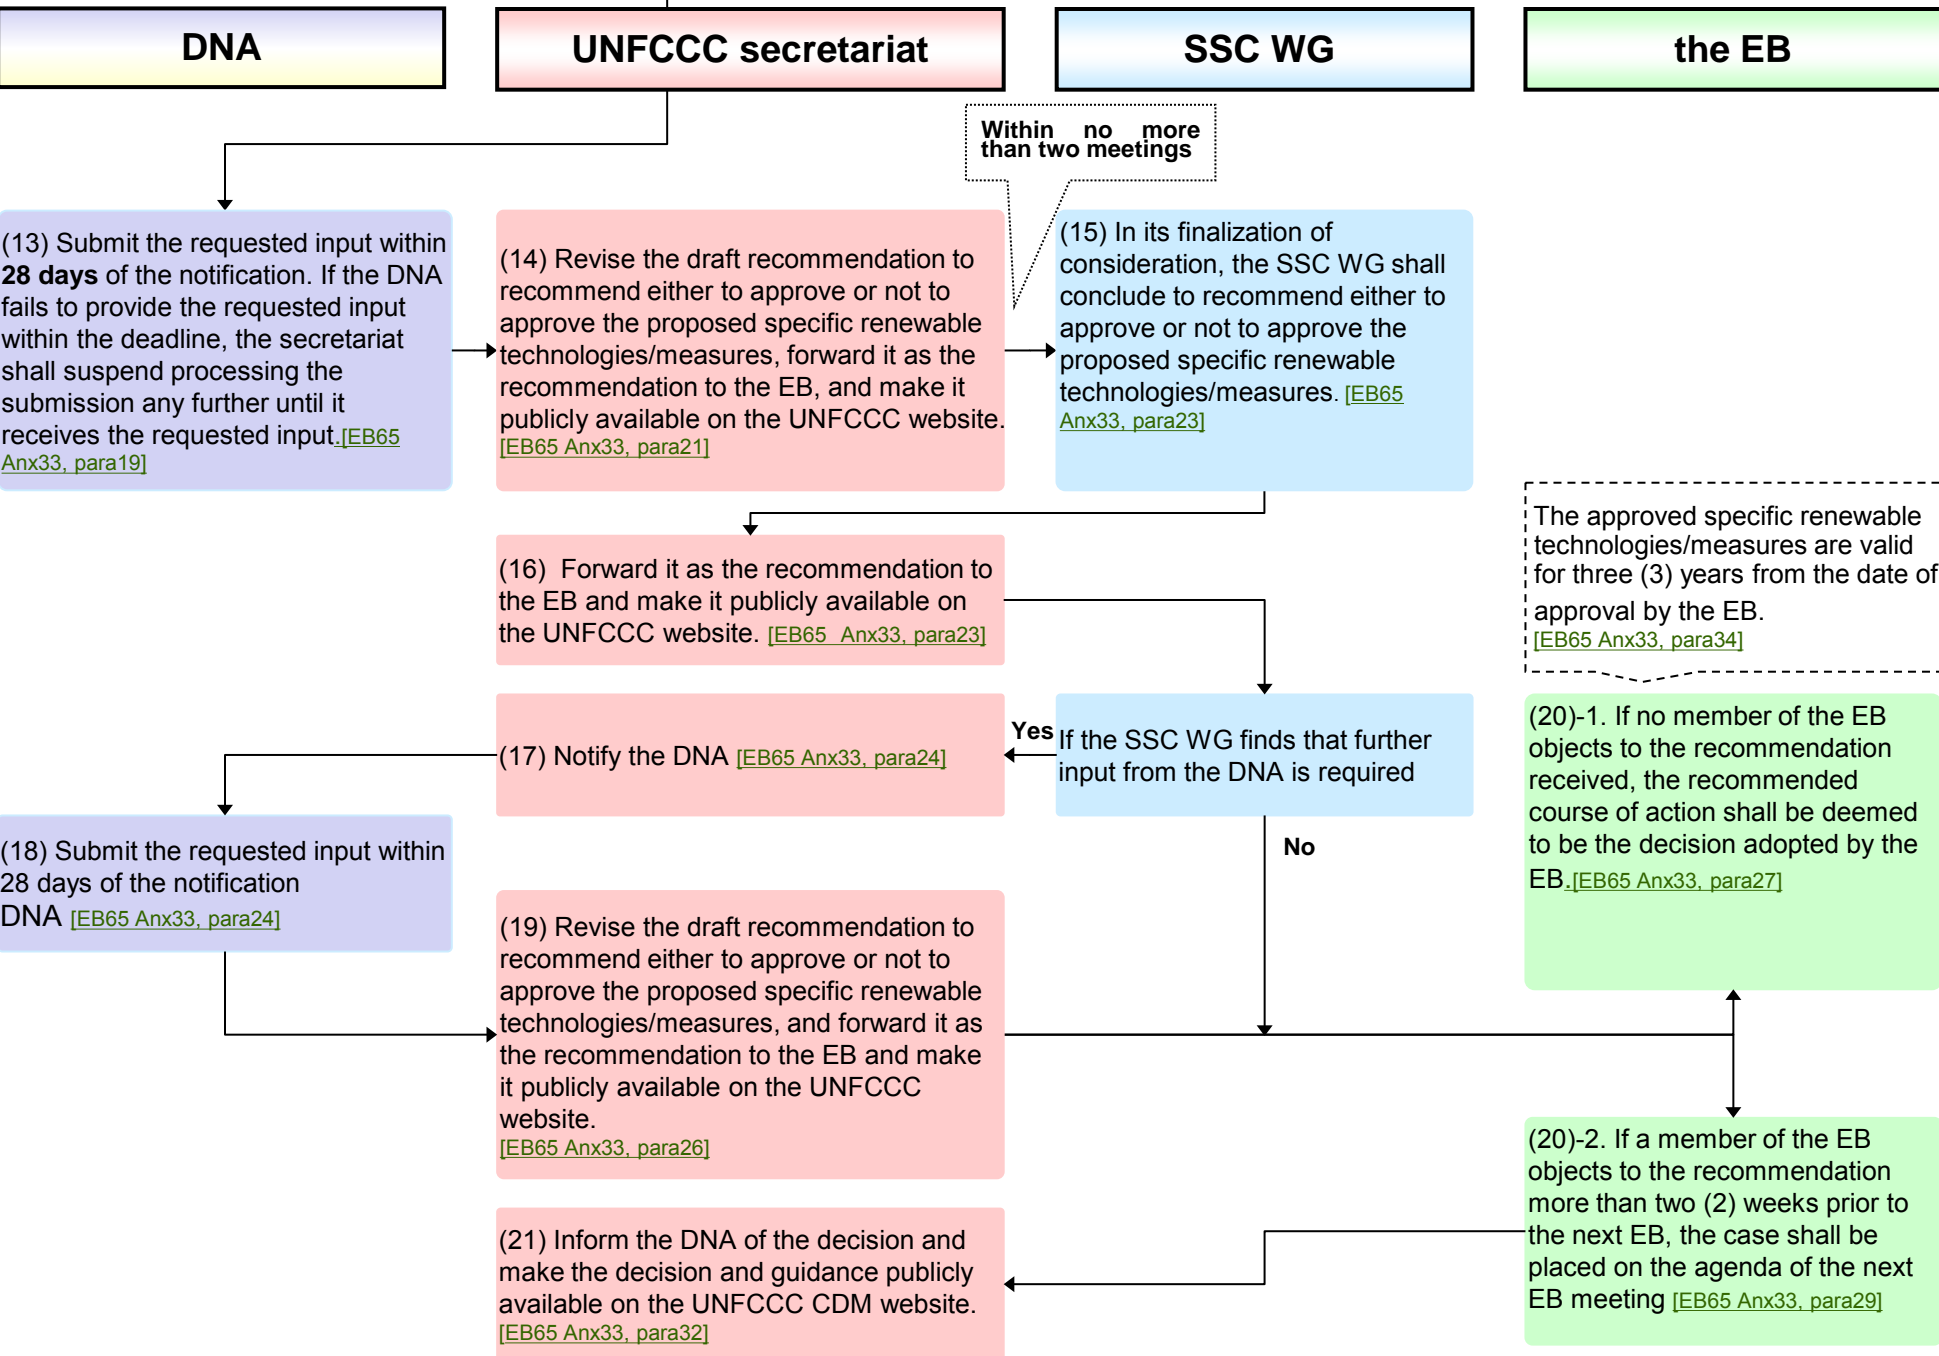 DNA
UNFCCC secretariat
SSC WG
the EB
Within no more
than two meetings
(13) Submit the requested input within
28 days of the notification. If the DNA
fails to provide the requested input
within the deadline, the secretariat
shall suspend processing the
submission any further until it
receives the requested input.[EB65
Anx33, para19]
(14) Revise the draft recommendation to
recommend either to approve or not to
approve the proposed specific renewable
technologies/measures, forward it as the
recommendation to the EB, and make it
publicly available on the UNFCCC website.
[EB65 Anx33, para21]
(15) In its finalization of
consideration, the SSC WG shall
conclude to recommend either to
approve or not to approve the
proposed specific renewable
technologies/measures. [EB65
Anx33, para23]
(16) Forward it as the recommendation to
the EB and make it publicly available on
the UNFCCC website. [EB65 Anx33, para23]
The approved specific renewable
technologies/measures are valid
for three (3) years from the date of
approval by the EB.
[EB65 Anx33, para34]
(17) Notify the DNA [EB65 Anx33, para24]
Yes
If the SSC WG finds that further
input from the DNA is required
No
(18) Submit the requested input within
28 days of the notification
DNA [EB65 Anx33, para24]
(19) Revise the draft recommendation to
recommend either to approve or not to
approve the proposed specific renewable
technologies/measures, and forward it as
the recommendation to the EB and make
it publicly available on the UNFCCC
website.
[EB65 Anx33, para26]
(20)-1. If no member of the EB
objects to the recommendation
received, the recommended
course of action shall be deemed
to be the decision adopted by the
EB.[EB65 Anx33, para27]
(20)-2. If a member of the EB
objects to the recommendation
more than two (2) weeks prior to
the next EB, the case shall be
placed on the agenda of the next
EB meeting [EB65 Anx33, para29]
(21) Inform the DNA of the decision and
make the decision and guidance publicly
available on the UNFCCC CDM website.
[EB65 Anx33, para32]